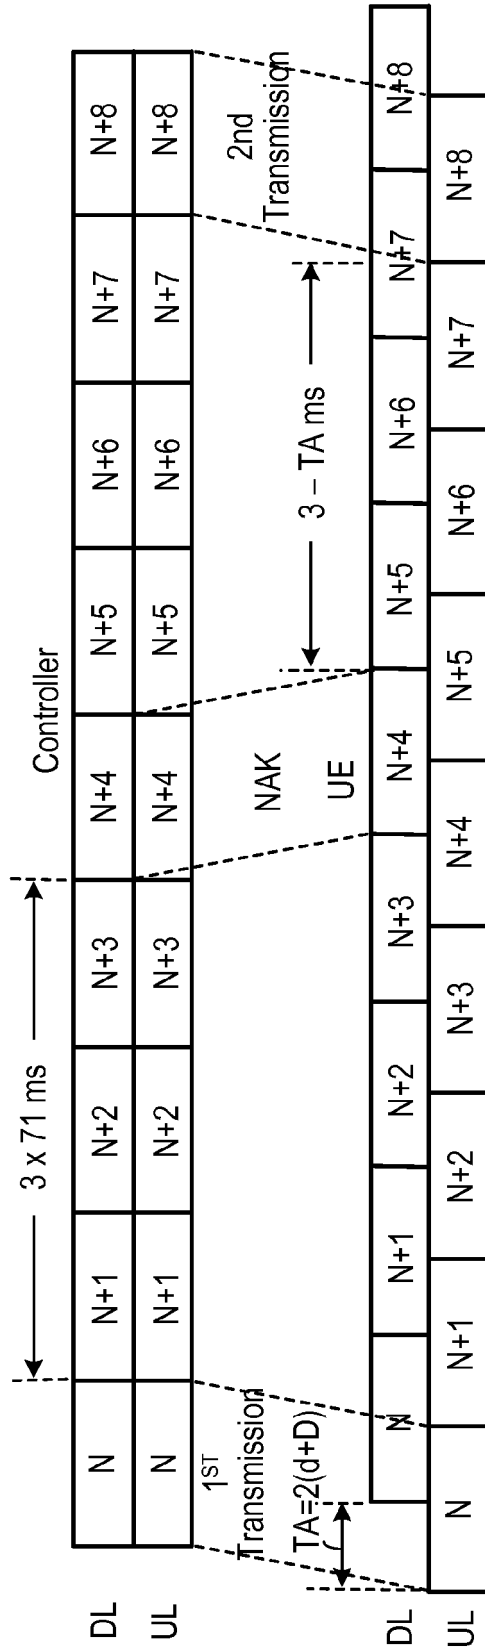 Controller
3 x 71 ms
DL N N+1 N+2 N+3 N+4 N+5 N+6 N+7 N+8
UL N N+1 N+2 N+3 N+4 N+5 N+6 N+7 N+8
1ST
Transmission
TA=2(d+D)
NAK
UE
3 – TA ms
2nd
Transmission
DL N N+1 N+2 N+3 N+4 N+5 N+6 N+7 N+8
UL N N+1 N+2 N+3 N+4 N+5 N+6 N+7 N+8